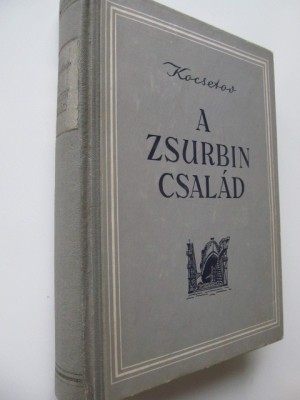 Kocsetov
A
ZSURBIN
CSALÁD